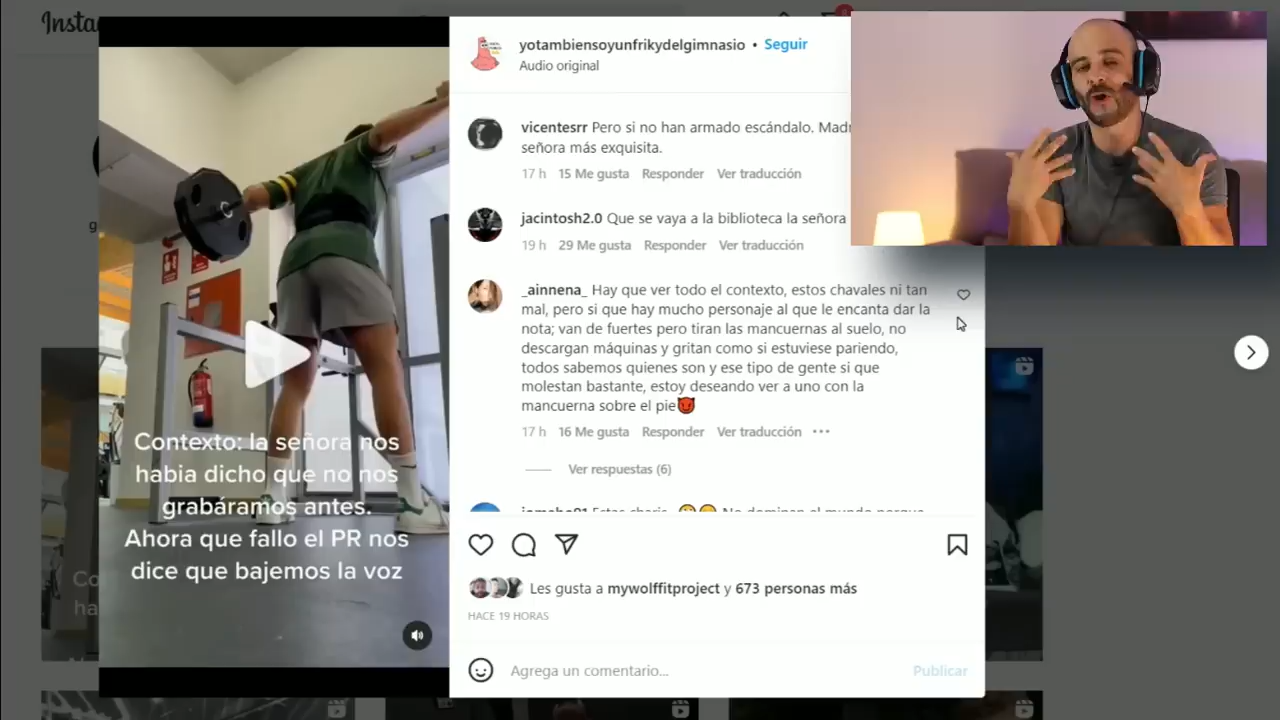 Insta
yotambiensoyunfrikydelgimnasio • Seguir
Audio original
vicentesrr Pero si no han armado escándalo. Mad
señora más exquisita.
17 h 15 Me gusta Responder Ver traducción
jacintosh2.0 Que se vaya a la biblioteca la señora
19 h 29 Me gusta Responder Ver traducción
_ainnena_ Hay que ver todo el contexto, estos chavales ni tan
mal, pero si que hay mucho personaje al que le encanta dar la
nota; van de fuertes pero tiran las mancuernas al suelo, no
descargan máquinas y gritan como si estuviese pariendo,
todos sabemos quienes son y ese tipo de gente si que
molestan bastante, estoy deseando ver a uno con la
mancuerna sobre el pie👿
17 h 16 Me gusta Responder Ver traducción •••
Ver respuestas (6)
Les gusta a mywolffitproject y 673 personas más
HACE 19 HORAS
Agrega un comentario... Publicar
Contexto: la señora nos
habia dicho que no nos
grabáramos antes.
Ahora que fallo el PR nos
dice que bajemos la voz
g
Co
ha